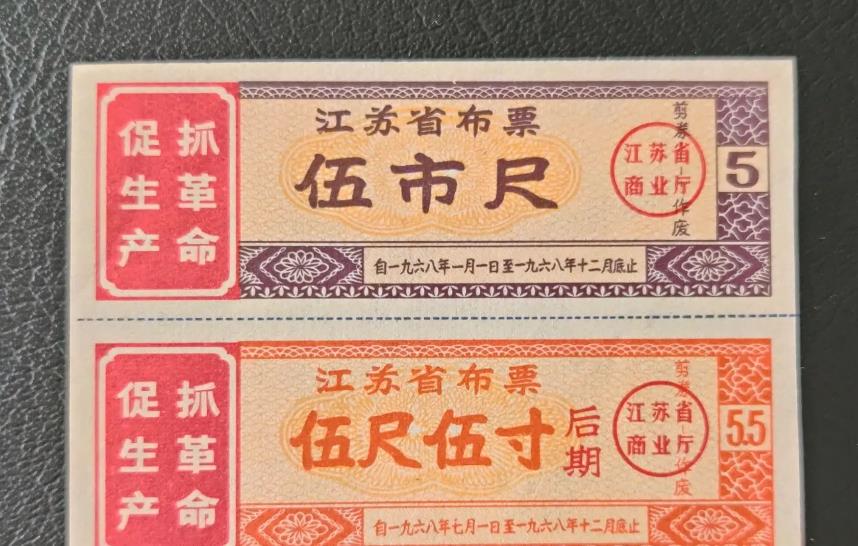 抓革命
促生产
江苏省布票
伍市尺
江苏省
商业厅
剪券一作废
5
自一九六八年一月一日至一九六八年十二月底止
抓革命
促生产
江苏省布票
伍尺伍寸
后期
江苏省
商业厅
剪券一作废
5.5
自一九六八年七月一日至一九六八年十二月底止